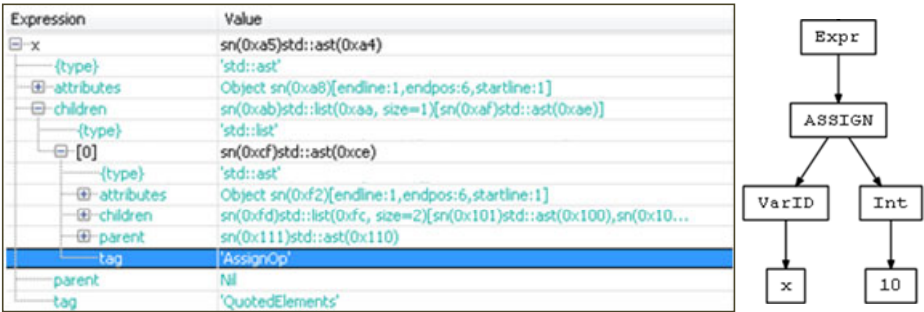 Expression Value
x sn(0xa5)std::ast(0xa4)
{type} 'std::ast'
attributes Object sn(0xa8)[endline:1,endpos:6,startline:1]
children sn(0xab)std::list(0xaa, size=1)[sn(0xaf)std::ast(0xae)]
{type} 'std::list'
[0] sn(0xcf)std::ast(0xce)
{type} 'std::ast'
attributes Object sn(0xf2)[endline:1,endpos:6,startline:1]
children sn(0xfd)std::list(0xfc, size=2)[sn(0x101)std::ast(0x100),sn(0x10...
parent sn(0x111)std::ast(0x110)
tag 'AssignOp'
parent Nil
tag 'QuotedElements'
Expr
ASSIGN
VarID Int
x 10